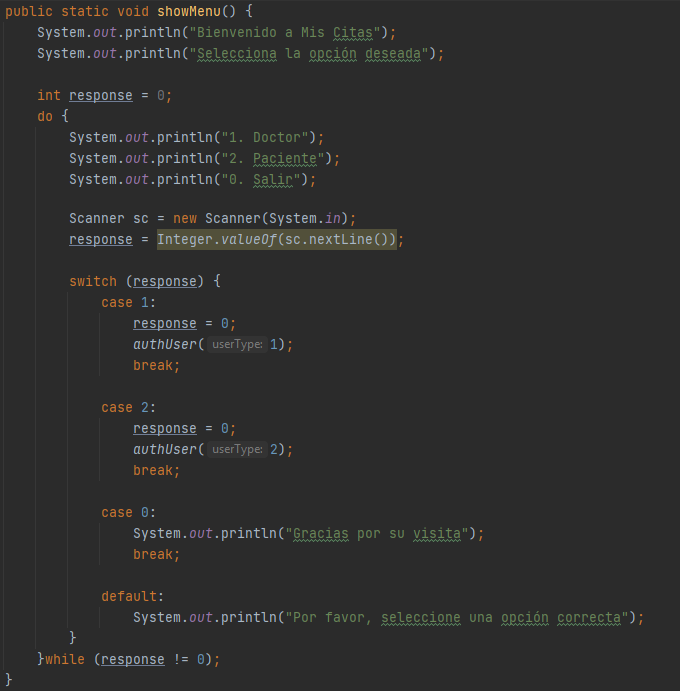 public static void showMenu() {
    System.out.println("Bienvenido a Mis Citas");
    System.out.println("Selecciona la opción deseada");

    int response = 0;
    do {
        System.out.println("1. Doctor");
        System.out.println("2. Paciente");
        System.out.println("0. Salir");

        Scanner sc = new Scanner(System.in);
        response = Integer.valueOf(sc.nextLine());

        switch (response) {
            case 1:
                response = 0;
                authUser( userType: 1);
                break;

            case 2:
                response = 0;
                authUser( userType: 2);
                break;

            case 0:
                System.out.println("Gracias por su visita");
                break;

            default:
                System.out.println("Por favor, seleccione una opción correcta");
        }
    }while (response != 0);
}